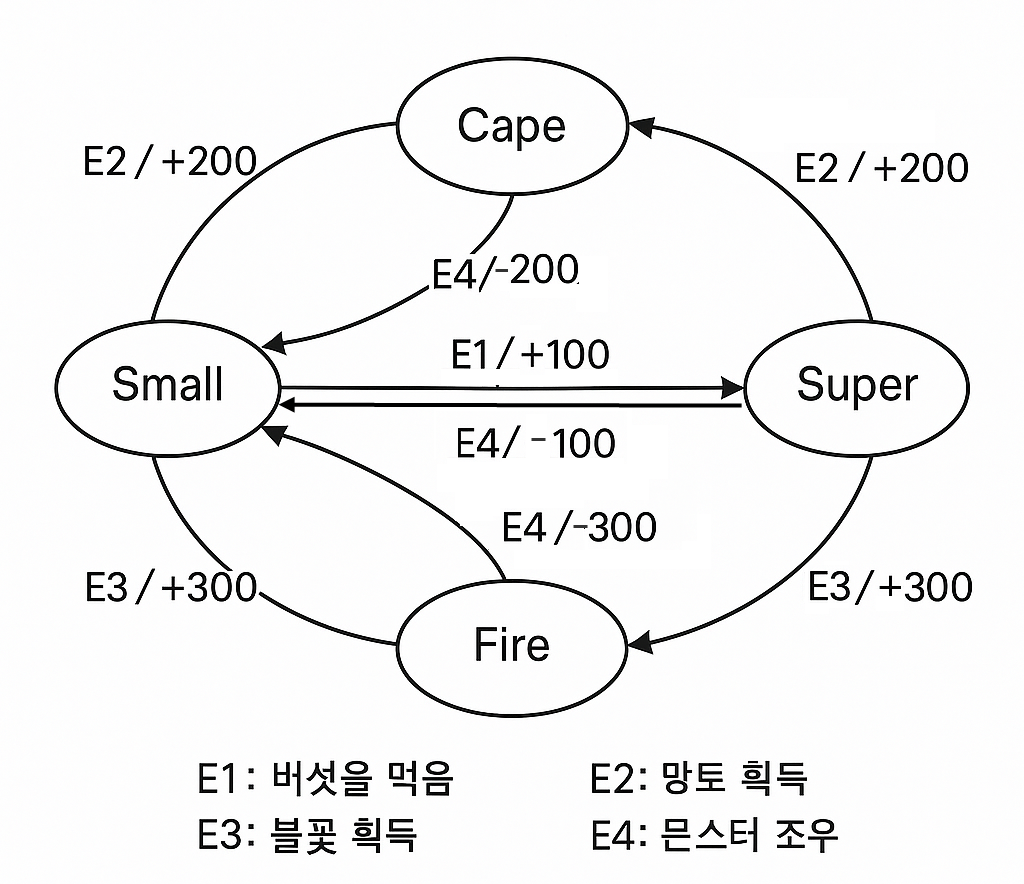 Cape
E2 / +200
E2 / +200
E4/-200
E1 / +100
Small
Super
E4/ -100
E4 /-300
E3 / +300
E3/+300
Fire
E1: 버섯을 먹음
E2: 망토 획득
E3: 블꽃 획득
E4: 믄스터 조우